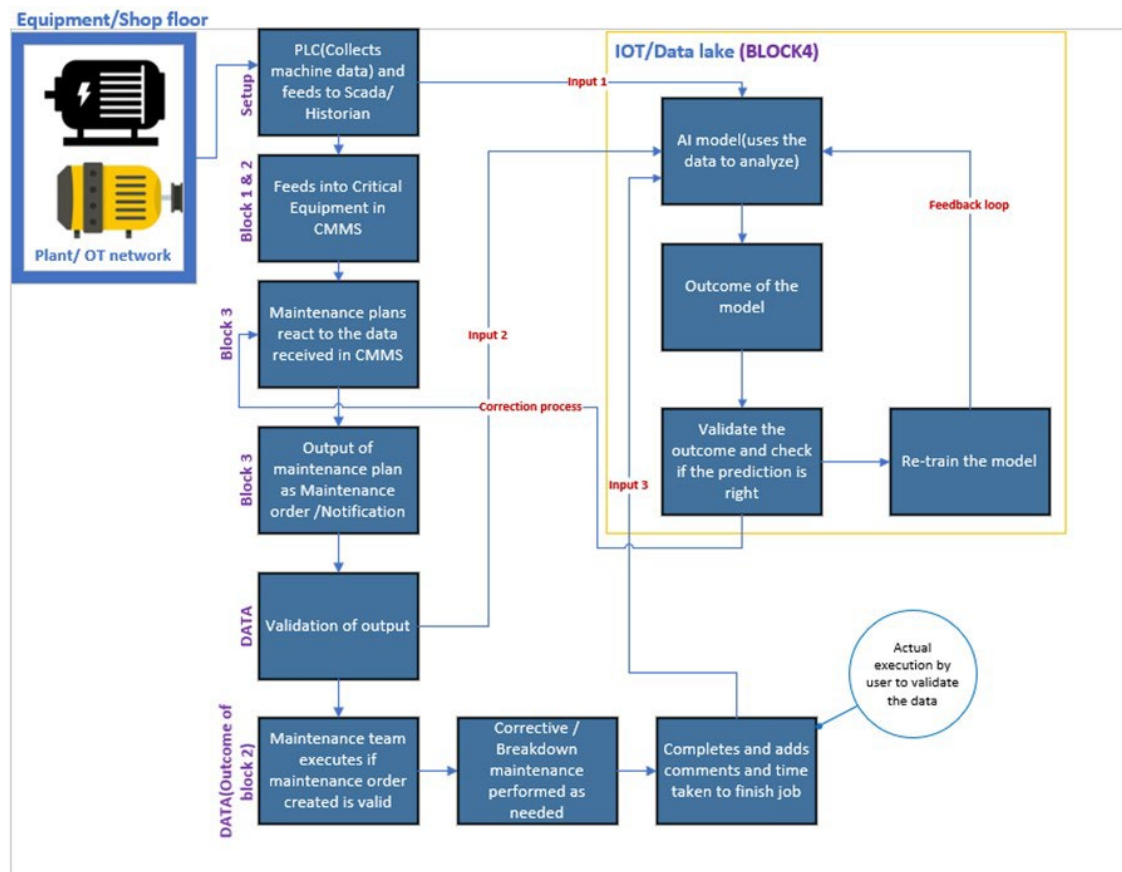 Equipment/Shop floor
Plant/ OT network
Setup
PLC(Collects
machine data) and
feeds to Scada/
Historian
Block 1 & 2
Feeds into Critical
Equipment in
CMMS
Block 3
Maintenance plans
react to the data
received in CMMS
Block 3
Output of
maintenance plan
as Maintenance
order /Notification
DATA
Validation of output
DATA(Outcome of
block 2)
Maintenance team
executes if
maintenance order
created is valid
Corrective /
Breakdown
maintenance
performed as
needed
Completes and adds
comments and time
taken to finish job
Actual
execution by
user to validate
the data
Input 1
Input 2
Correction process
Input 3
IOT/Data lake (BLOCK4)
AI model(uses the
data to analyze)
Outcome of the
model
Validate the
outcome and check
if the prediction is
right
Re-train the model
Feedback loop